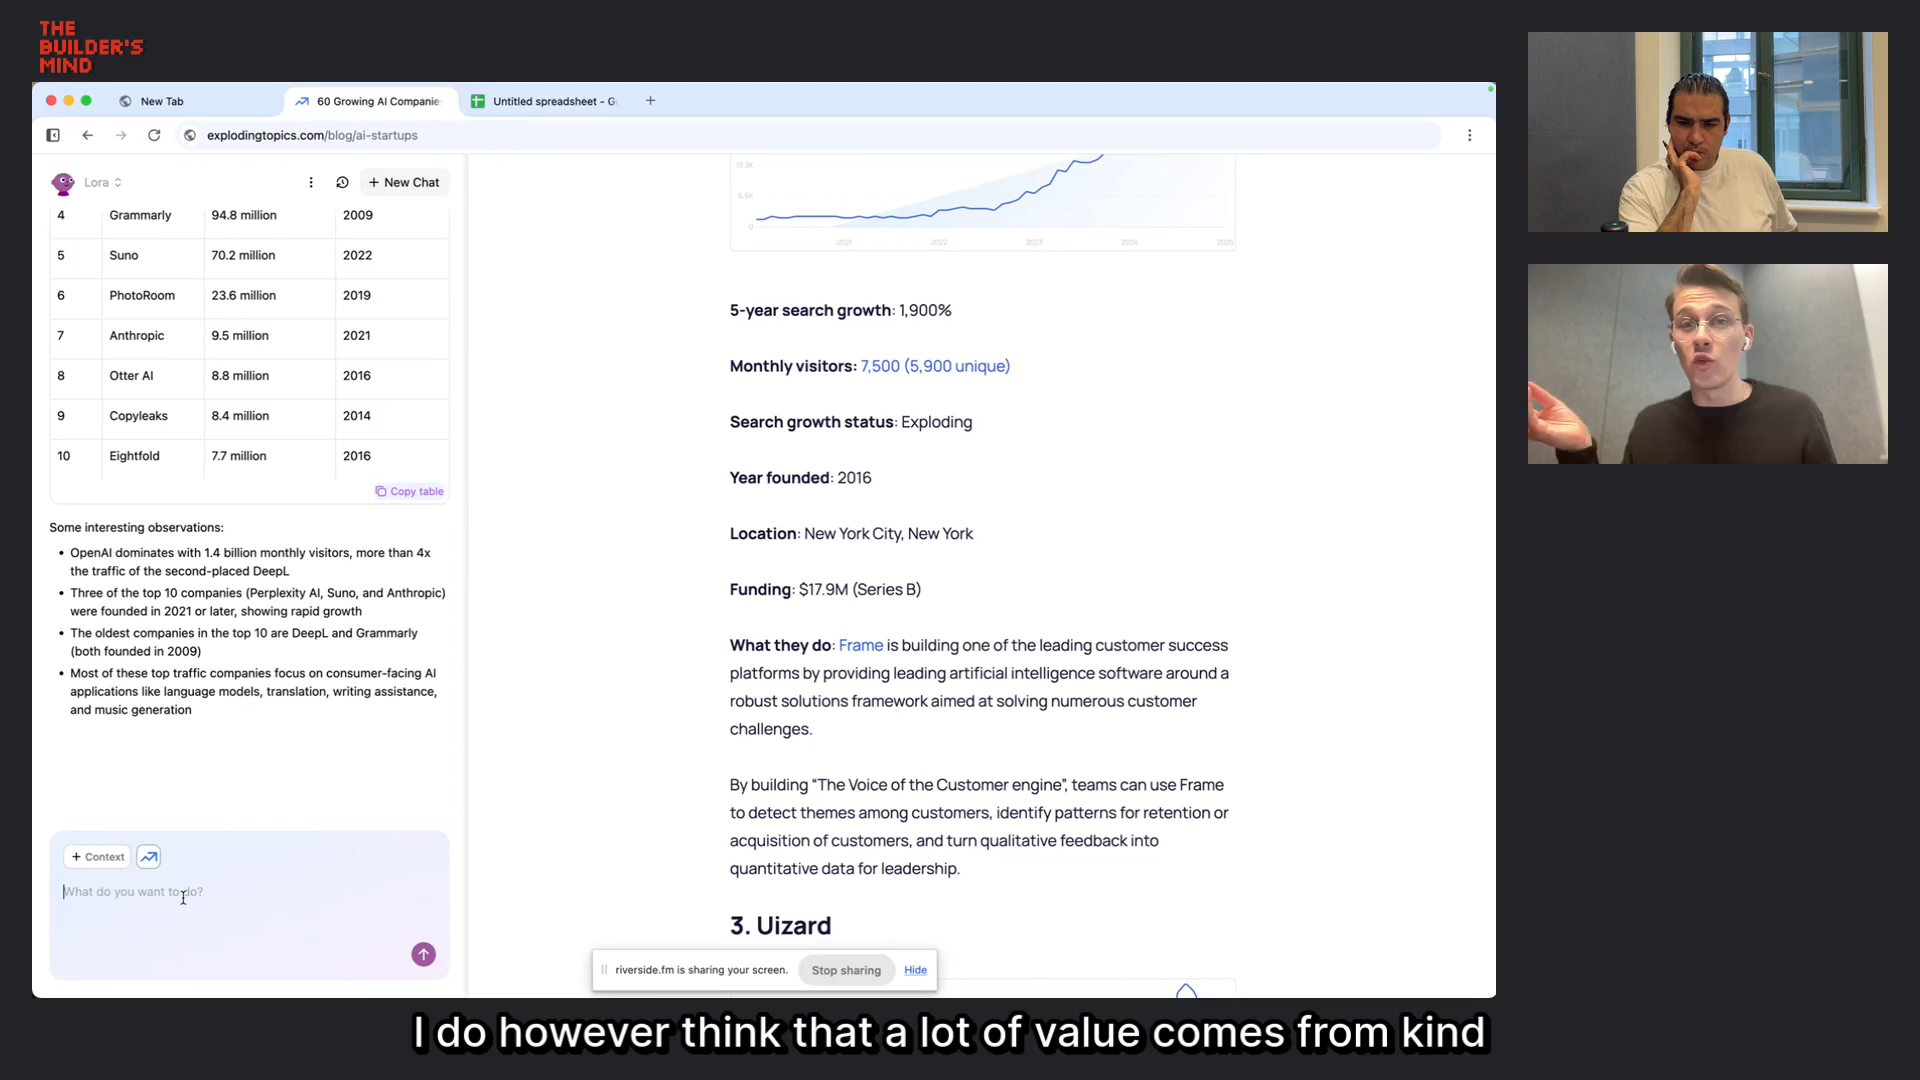 THE
BUILDER'S
MIND
New Tab
60 Growing AI Companie
Untitled spreadsheet - G
explodingtopics.com/blog/ai-startups
Lora
+ New Chat
4 Grammarly 94.8 million 2009
5 Suno 70.2 million 2022
6 PhotoRoom 23.6 million 2019
7 Anthropic 9.5 million 2021
8 Otter AI 8.8 million 2016
9 Copyleaks 8.4 million 2014
10 Eightfold 7.7 million 2016
Copy table
Some interesting observations:
• OpenAI dominates with 1.4 billion monthly visitors, more than 4x
the traffic of the second-placed DeepL
• Three of the top 10 companies (Perplexity AI, Suno, and Anthropic)
were founded in 2021 or later, showing rapid growth
• The oldest companies in the top 10 are DeepL and Grammarly
(both founded in 2009)
• Most of these top traffic companies focus on consumer-facing AI
applications like language models, translation, writing assistance,
and music generation
+ Context
What do you want to do?
13.3K
6.6K
0
2021 2022 2023 2024 2025
5-year search growth: 1,900%
Monthly visitors: 7,500 (5,900 unique)
Search growth status: Exploding
Year founded: 2016
Location: New York City, New York
Funding: $17.9M (Series B)
What they do: Frame is building one of the leading customer success
platforms by providing leading artificial intelligence software around a
robust solutions framework aimed at solving numerous customer
challenges.
By building “The Voice of the Customer engine”, teams can use Frame
to detect themes among customers, identify patterns for retention or
acquisition of customers, and turn qualitative feedback into
quantitative data for leadership.
3. Uizard
riverside.fm is sharing your screen. Stop sharing Hide
I do however think that a lot of value comes from kind